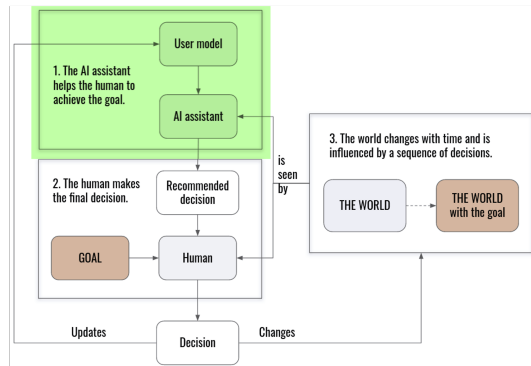 User model
1. The AI assistant
helps the human to
achieve the goal.
AI assistant
is
seen
by
3. The world changes with time and is
influenced by a sequence of decisions.
2. The human makes
the final decision.
Recommended
decision
THE WORLD
THE WORLD
with the goal
GOAL
Human
Updates
Decision
Changes